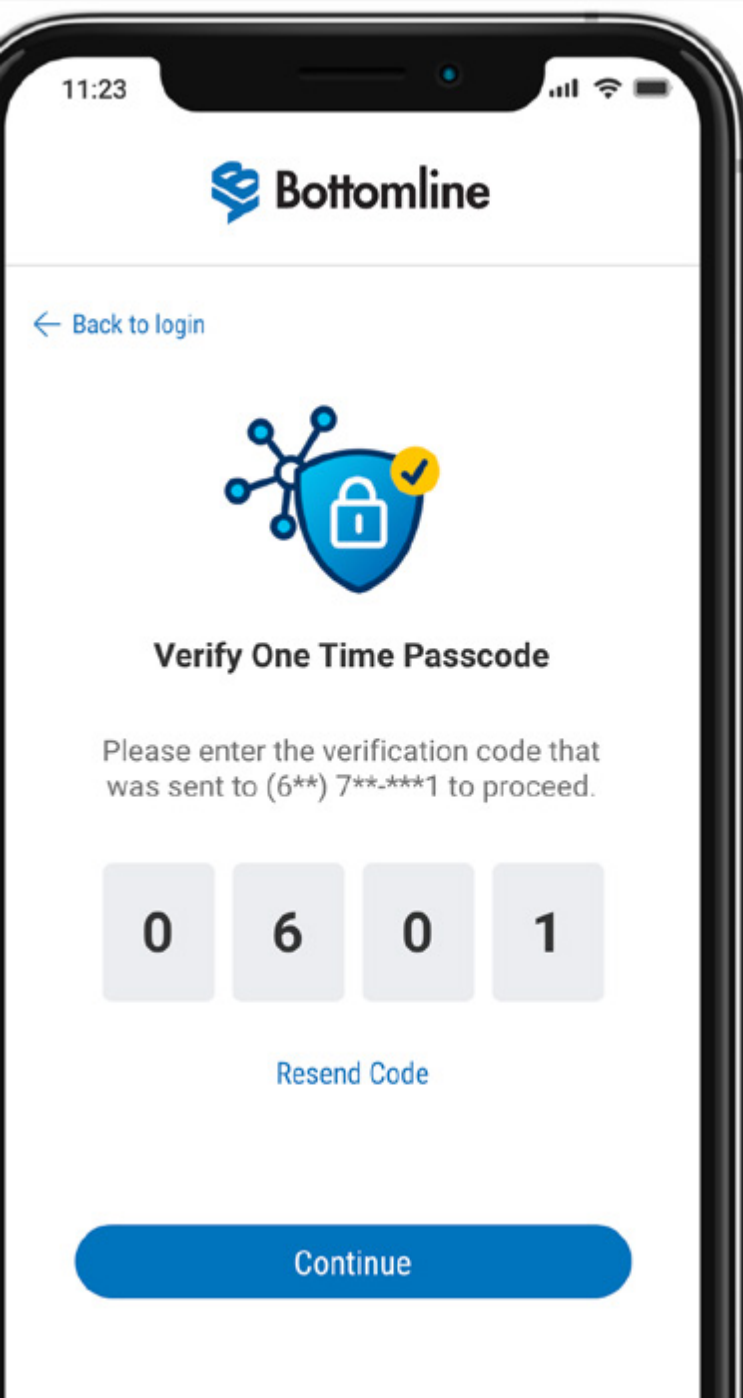 11:23
Bottomline
← Back to login
Verify One Time Passcode
Please enter the verification code that
was sent to (6**) 7**-***1 to proceed.
0 6 0 1
Resend Code
Continue